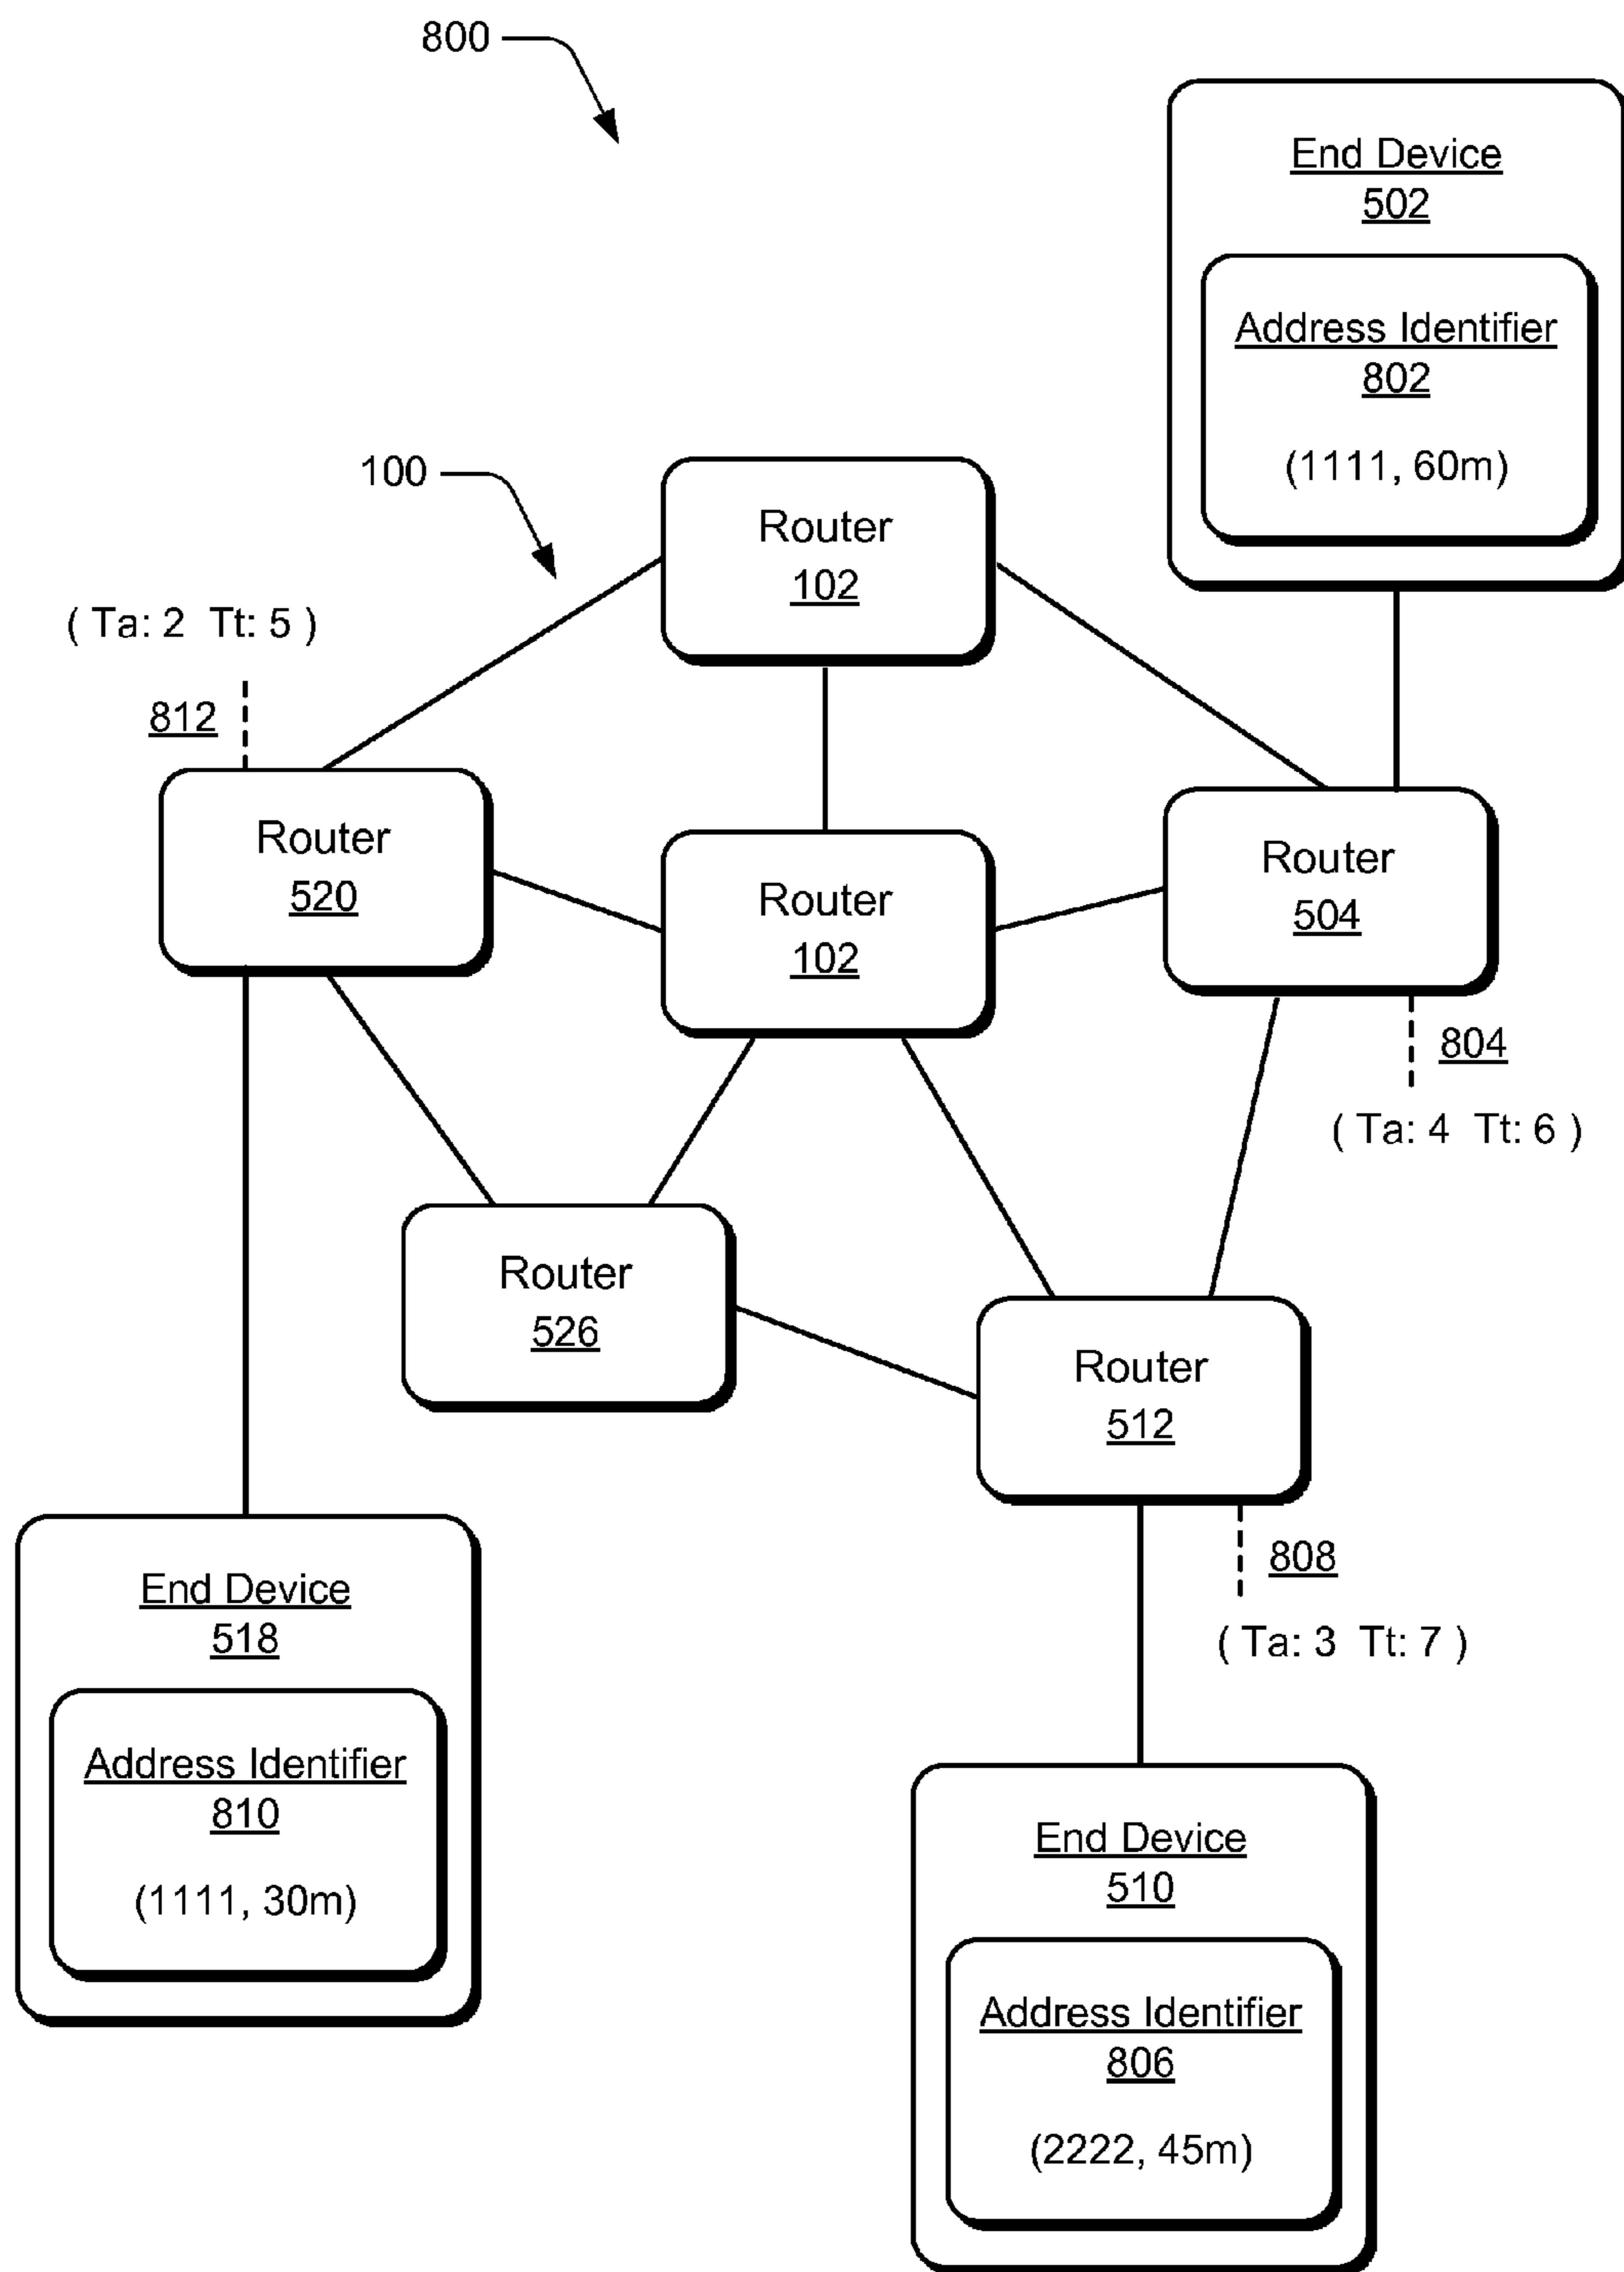 800
End Device
502
Address Identifier
802
(1111, 60m)
100
Router
102
( Ta: 2 Tt: 5 )
812
Router
520
Router
102
Router
504
804
( Ta: 4 Tt: 6 )
Router
526
Router
512
808
( Ta: 3 Tt: 7 )
End Device
518
Address Identifier
810
(1111, 30m)
End Device
510
Address Identifier
806
(2222, 45m)